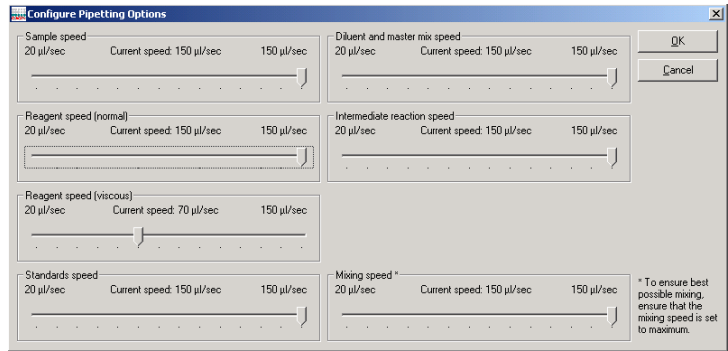 Configure Pipetting Options
Sample speed
20 µl/sec Current speed: 150 µl/sec 150 µl/sec
Diluent and master mix speed
20 µl/sec Current speed: 150 µl/sec 150 µl/sec
OK
Cancel
Reagent speed (normal)
20 µl/sec Current speed: 150 µl/sec 150 µl/sec
Intermediate reaction speed
20 µl/sec Current speed: 150 µl/sec 150 µl/sec
Reagent speed (viscous)
20 µl/sec Current speed: 70 µl/sec 150 µl/sec
Standards speed
20 µl/sec Current speed: 150 µl/sec 150 µl/sec
Mixing speed *
20 µl/sec Current speed: 150 µl/sec 150 µl/sec
* To ensure best
possible mixing,
ensure that the
mixing speed is set
to maximum.